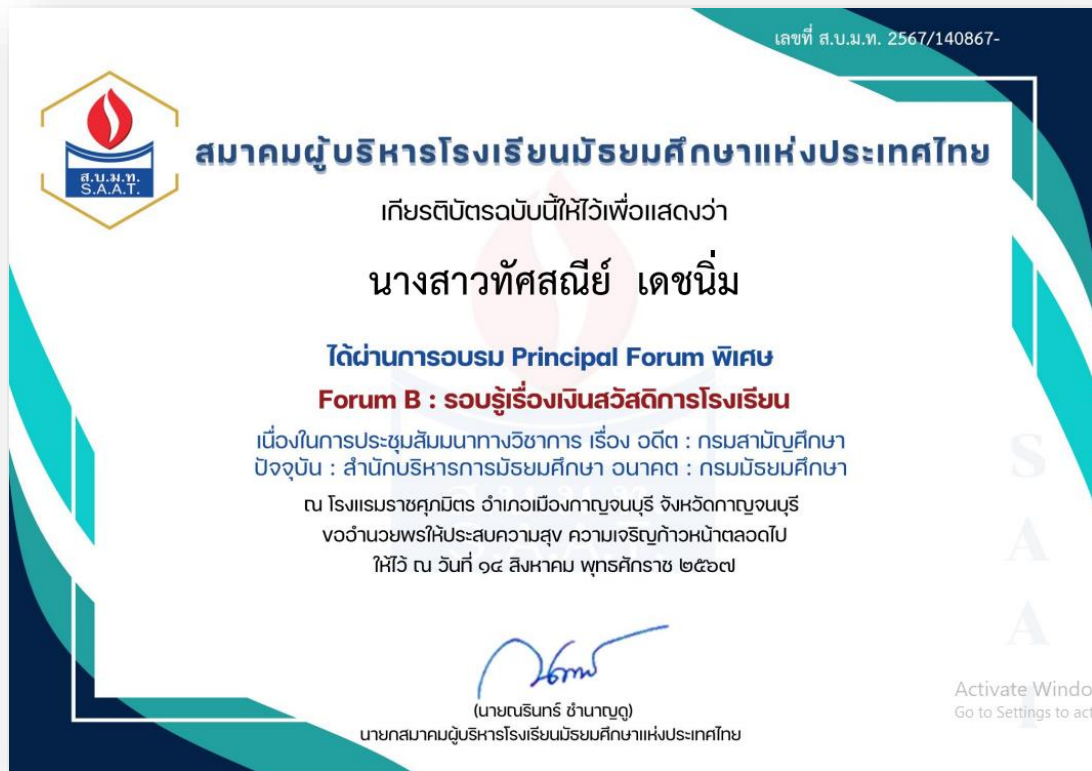 เลขที่ ส.บ.ม.ท. 2567/140867-
ส.บ.ม.ท.
S.A.A.T.
สมาคมผู้บริหารโรงเรียนมัธยมศึกษาแห่งประเทศไทย
เกียรติบัตรฉบับนี้ให้ไว้เพื่อแสดงว่า
นางสาวทัศสณีย์ เดชนิ่ม
ได้ผ่านการอบรม Principal Forum พิเศษ
Forum B : รอบรู้เรื่องเงินสวัสดิการโรงเรียน
เนื่องในการประชุมสัมมนาทางวิชาการ เรื่อง อดีต : กรมสามัญศึกษา
ปัจจุบัน : สำนักบริหารการมัธยมศึกษา อนาคต : กรมมัธยมศึกษา
ณ โรงแรมราชศุภมิตร อำเภอเมืองกาญจนบุรี จังหวัดกาญจนบุรี
ขออำนวยพรให้ประสบความสุข ความเจริญก้าวหน้าตลอดไป
ให้ไว้ ณ วันที่ ๑๔ สิงหาคม พุทธศักราช ๒๕๖๗
(นายณรินทร์ ชำนาญดู)
นายกสมาคมผู้บริหารโรงเรียนมัธยมศึกษาแห่งประเทศไทย
S
A
A
T
Activate Windo
Go to Settings to act